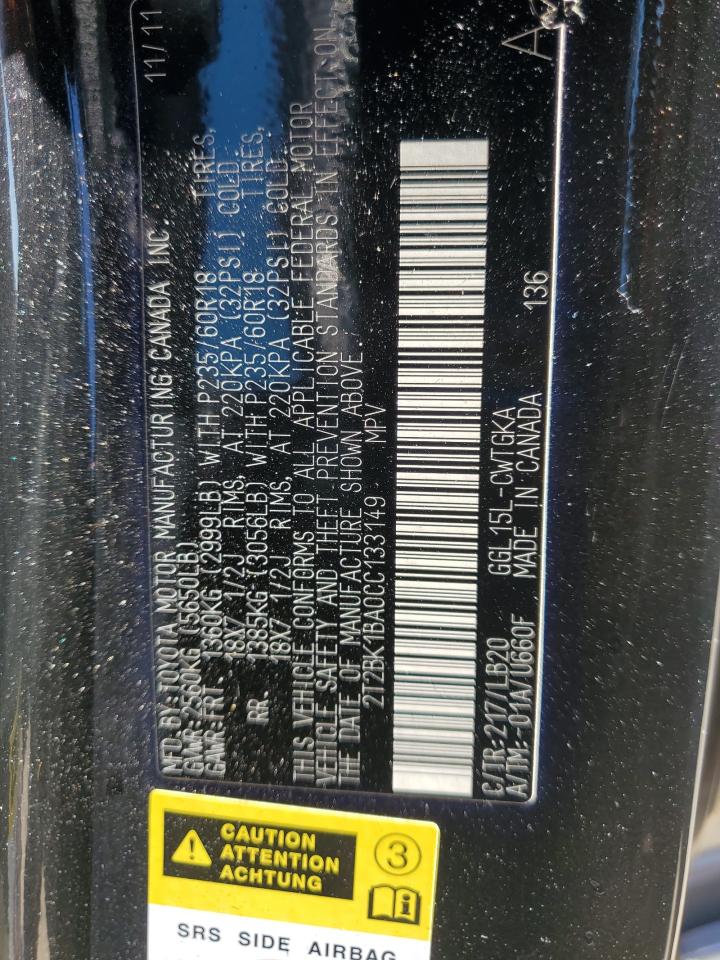 MFD. BY: TOYOTA MOTOR MANUFACTURING CANADA INC. 11/11
GVWR 2560KG (5650LB)
GAWR FRT 1360KG (2999LB) WITH P235/60R18 TIRES,
18X7 1/2J RIMS, AT 220KPA (32PSI) COLD
RR 1385KG (3056LB) WITH P235/60R18 TIRES,
18X7 1/2J RIMS, AT 220KPA (32PSI) COLD
THIS VEHICLE CONFORMS TO ALL APPLICABLE FEDERAL MOTOR
VEHICLE SAFETY AND THEFT PREVENTION STANDARDS IN EFFECT ON
THE DATE OF MANUFACTURE SHOWN ABOVE.
2T2BK1BA0CC133149 MPV
C/TR:217/LB20 GGL15L-CWTGKA 136
A/TM:-01A/U660F MADE IN CANADA
CAUTION
ATTENTION
ACHTUNG
3
i
SRS SIDE AIRBAG